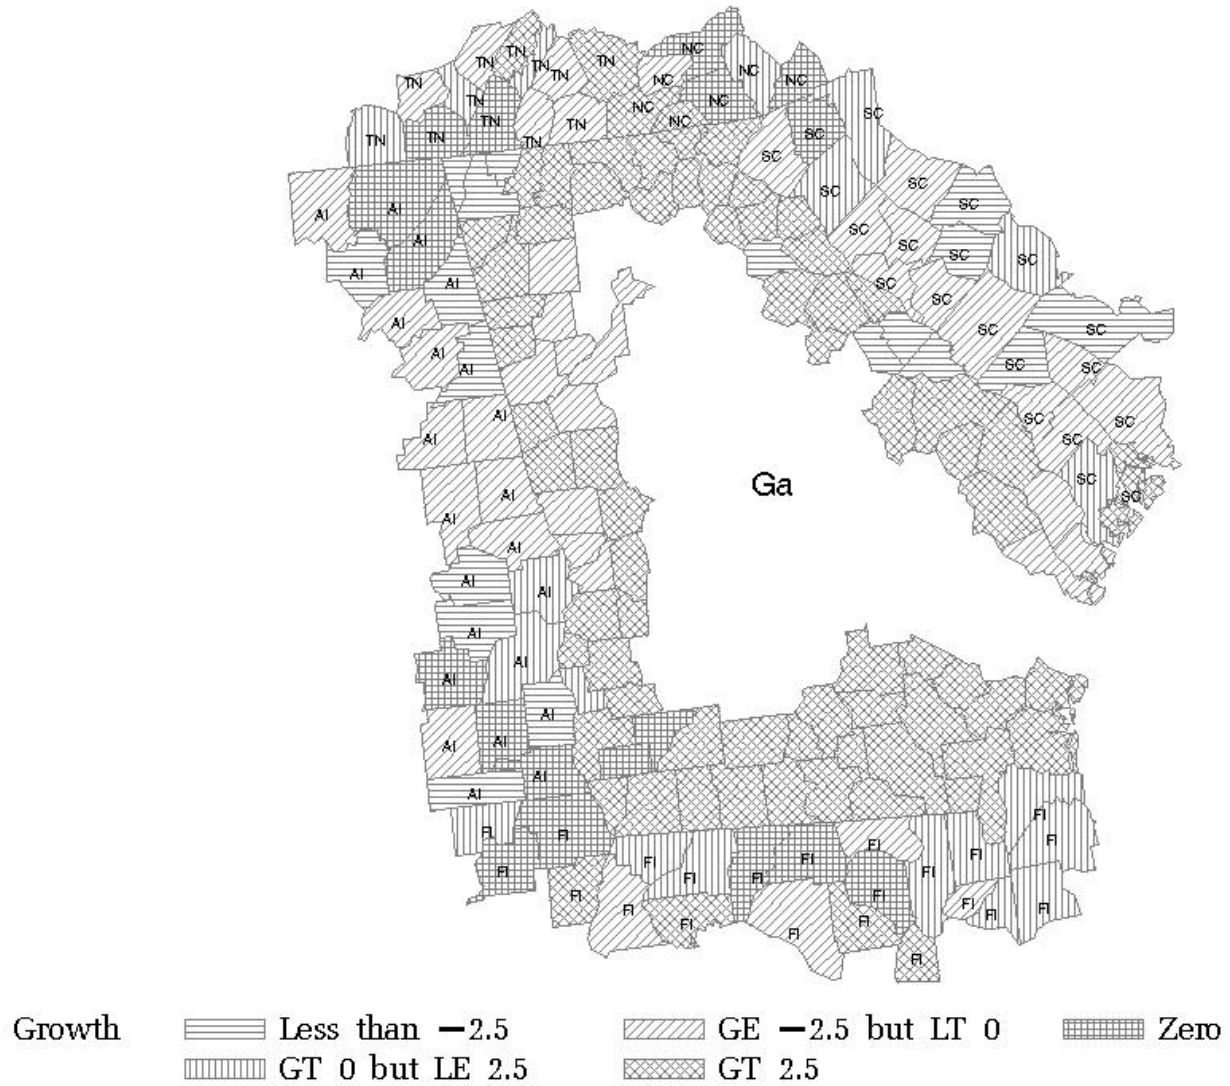 TN NC
TN TN TN
TN TN NC NC NC
TN NC NC
SC
TN TN NC
TN TN TN SC
SC
SC SC
Al Al SC
Al SC SC
SC SC
Al Al SC
SC
Al SC SC
Al Al SC SC
Al SC SC
Al SC
Ga SC
Al SC
Al
Al
Al Al
Al
Al
Al
Al
Al Al
Al
Al
Fl
Fl Fl Fl
Fl Fl
Fl Fl
Fl Fl Fl Fl
Fl Fl
Fl Fl Fl Fl
Fl Fl
Fl
Fl
Growth Less than −2.5 GE −2.5 but LT 0 Zero
GT 0 but LE 2.5 GT 2.5